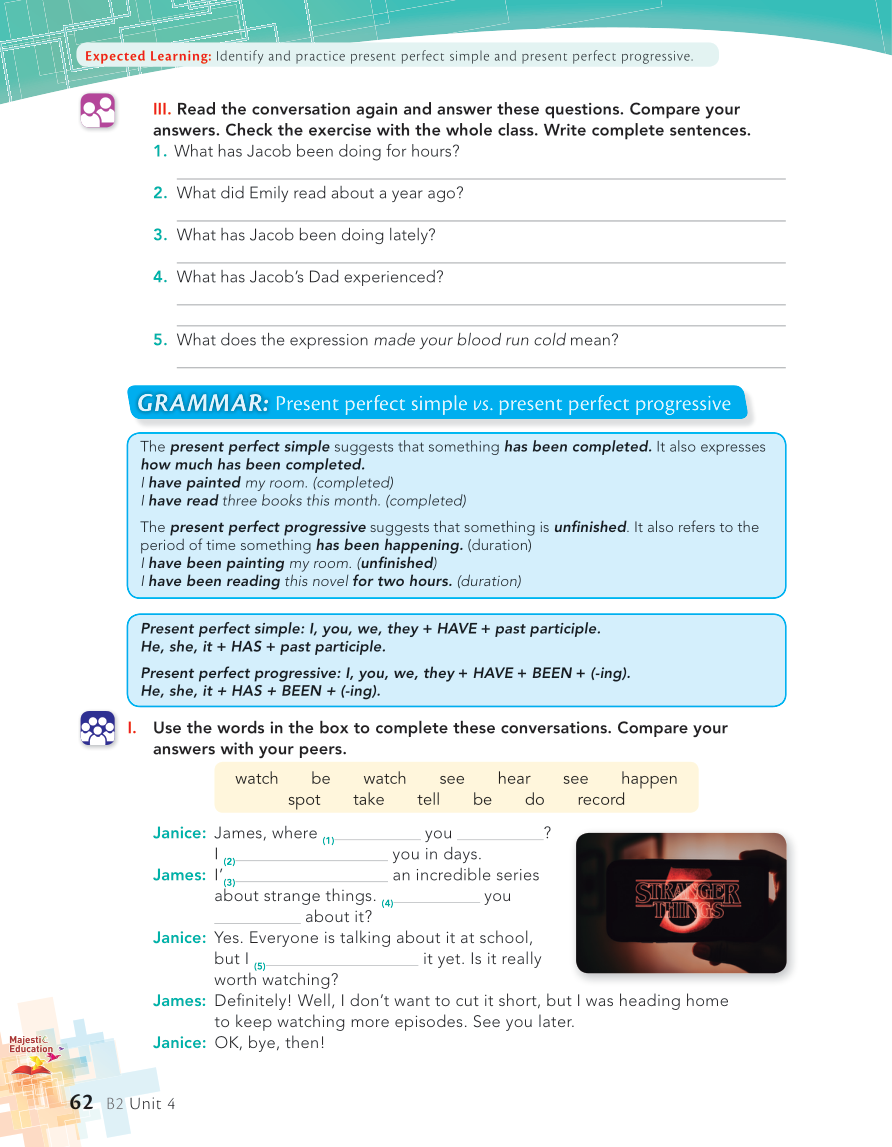 Expected Learning: Identify and practice present perfect simple and present perfect progressive.
III. Read the conversation again and answer these questions. Compare your
answers. Check the exercise with the whole class. Write complete sentences.
1. What has Jacob been doing for hours?
2. What did Emily read about a year ago?
3. What has Jacob been doing lately?
4. What has Jacob's Dad experienced?
5. What does the expression made your blood run cold mean?
GRAMMAR: Present perfect simple vs. present perfect progressive
The present perfect simple suggests that something has been completed. It also expresses
how much has been completed.
I have painted my room. (completed)
I have read three books this month. (completed)
The present perfect progressive suggests that something is unfinished. It also refers to the
period of time something has been happening. (duration)
I have been painting my room. (unfinished)
I have been reading this novel for two hours. (duration)
Present perfect simple: I, you, we, they + HAVE + past participle.
He, she, it + HAS + past participle.
Present perfect progressive: I, you, we, they + HAVE + BEEN + (-ing).
He, she, it + HAS + BEEN + (-ing).
I. Use the words in the box to complete these conversations. Compare your
answers with your peers.
watch be watch see hear see happen
spot take tell be do record
Janice: James, where (1)__________ you __________?
I (2)__________________ you in days.
James: I'(3)__________________ an incredible series
about strange things. (4)__________ you
__________ about it?
Janice: Yes. Everyone is talking about it at school,
but I (5)__________________ it yet. Is it really
worth watching?
James: Definitely! Well, I don't want to cut it short, but I was heading home
to keep watching more episodes. See you later.
Janice: OK, bye, then!
STRANGER
3
THINGS
Majestic
Education
62 B2 Unit 4